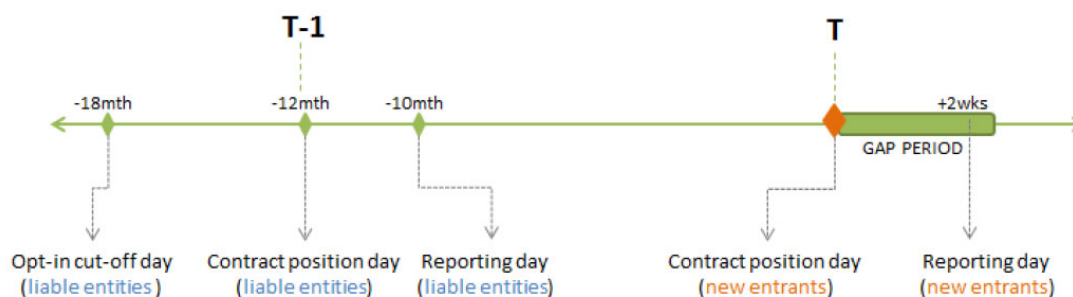 T-1
T
-18mth
-12mth
-10mth
+2wks
GAP PERIOD
Opt-in cut-off day
(liable entities )
Contract position day
(liable entities)
Reporting day
(liable entities)
Contract position day
(new entrants)
Reporting day
(new entrants)